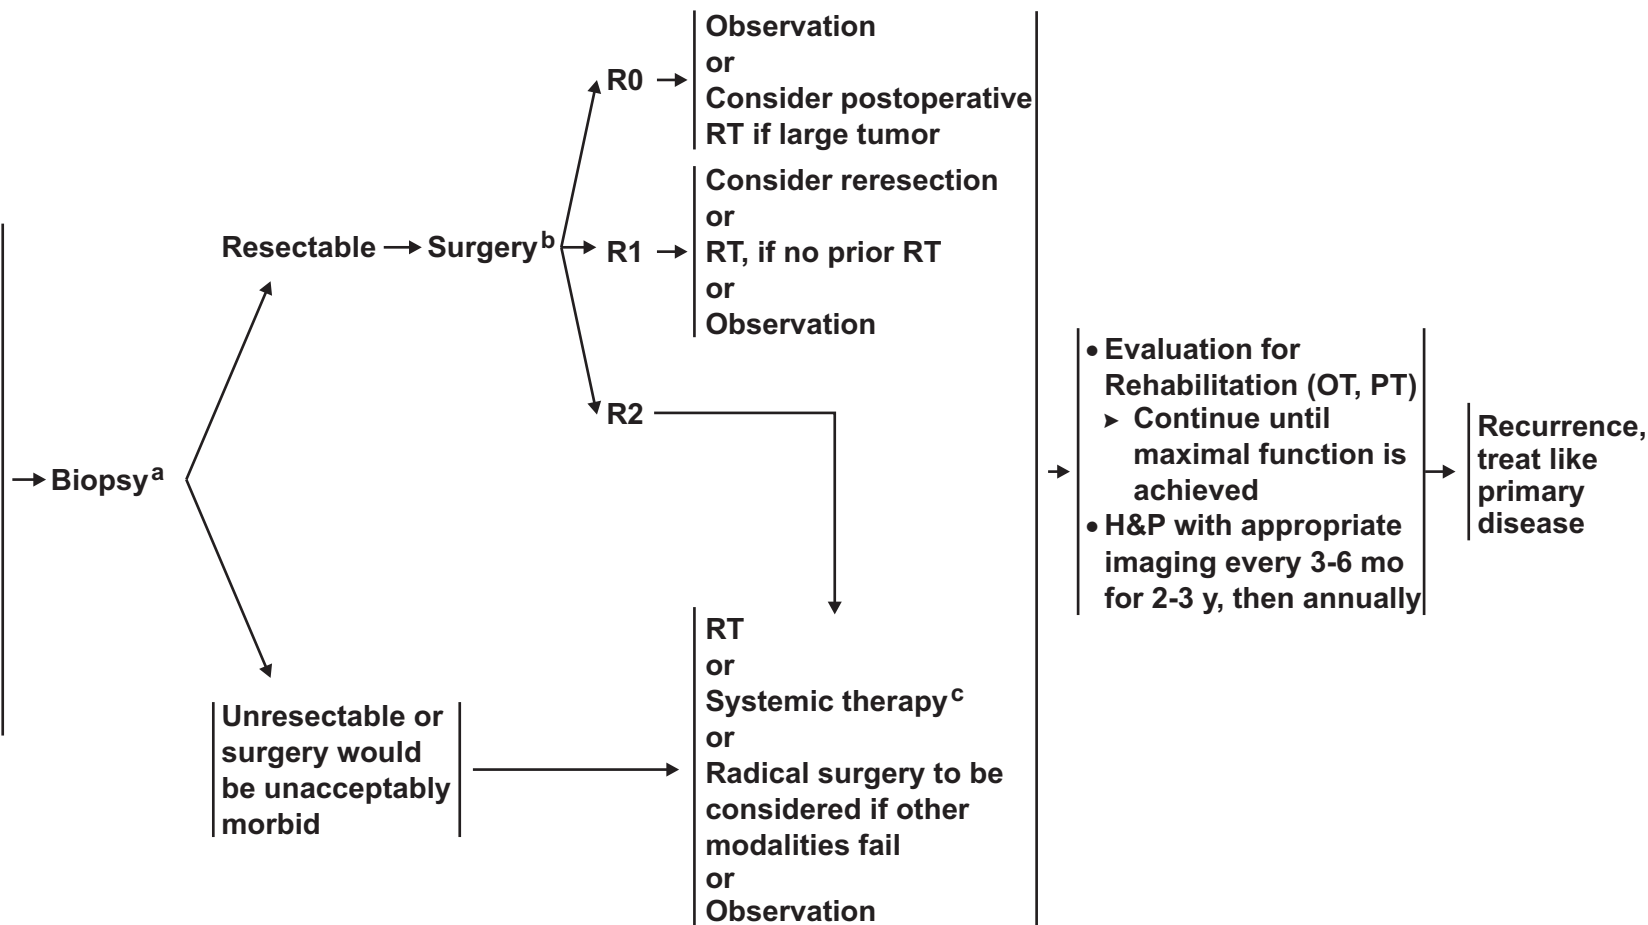 Biopsy a
Resectable
Surgery b
R0
Observation
or
Consider postoperative
RT if large tumor
R1
Consider reresection
or
RT, if no prior RT
or
Observation
R2
Unresectable or
surgery would
be unacceptably
morbid
RT
or
Systemic therapy c
or
Radical surgery to be
considered if other
modalities fail
or
Observation
• Evaluation for
Rehabilitation (OT, PT)
➤ Continue until
maximal function is
achieved
• H&P with appropriate
imaging every 3-6 mo
for 2-3 y, then annually
Recurrence,
treat like
primary
disease